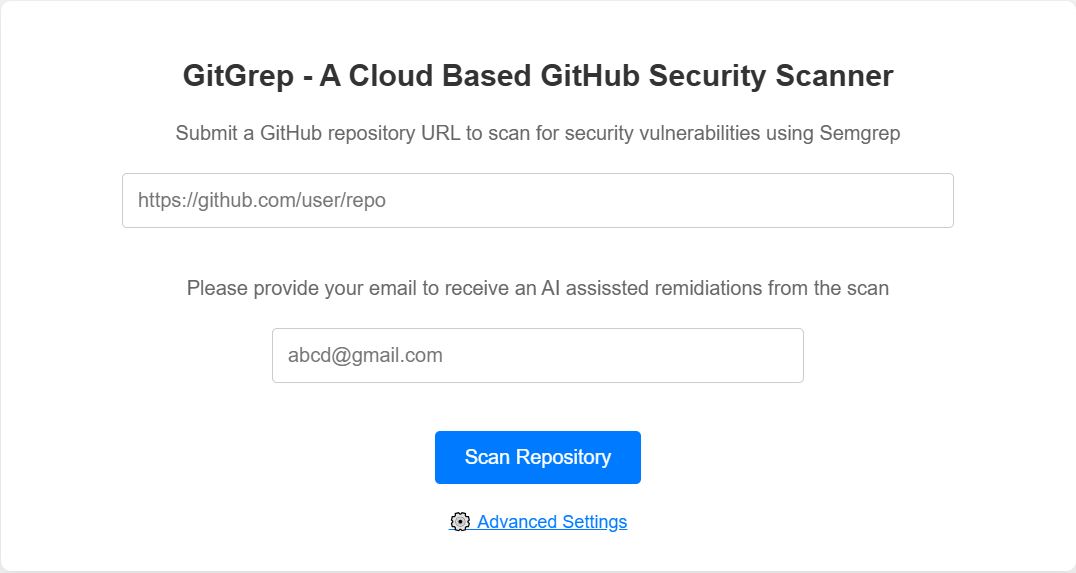 GitGrep - A Cloud Based GitHub Security Scanner
Submit a GitHub repository URL to scan for security vulnerabilities using Semgrep
https://github.com/user/repo
Please provide your email to receive an AI assissted remidiations from the scan
abcd@gmail.com
Scan Repository
Advanced Settings